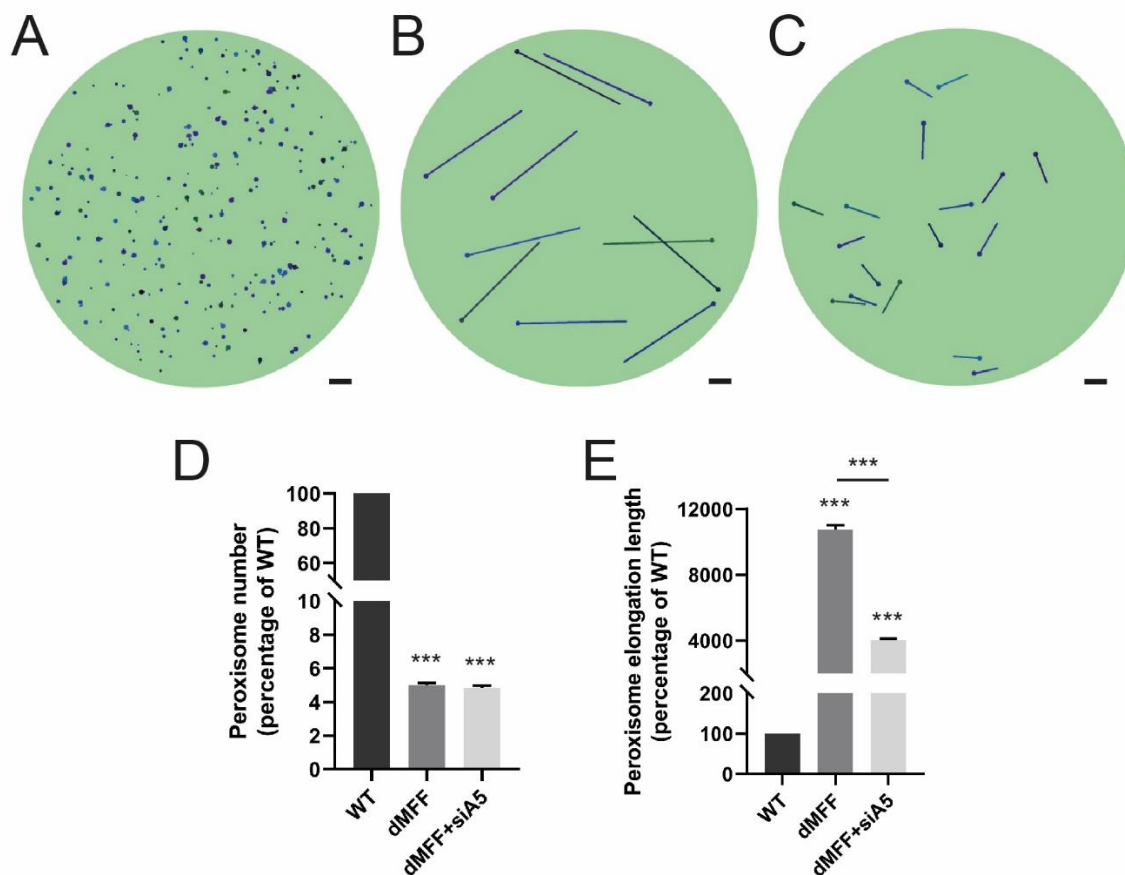 A
B
C
D
Peroxisome number
(percentage of WT)
100
80
60
10
8
6
4
2
0
***
***
WT
dMFF
dMFF+siA5
E
Peroxisome elongation length
(percentage of WT)
12000
8000
4000
200
100
0
***
***
***
WT
dMFF
dMFF+siA5